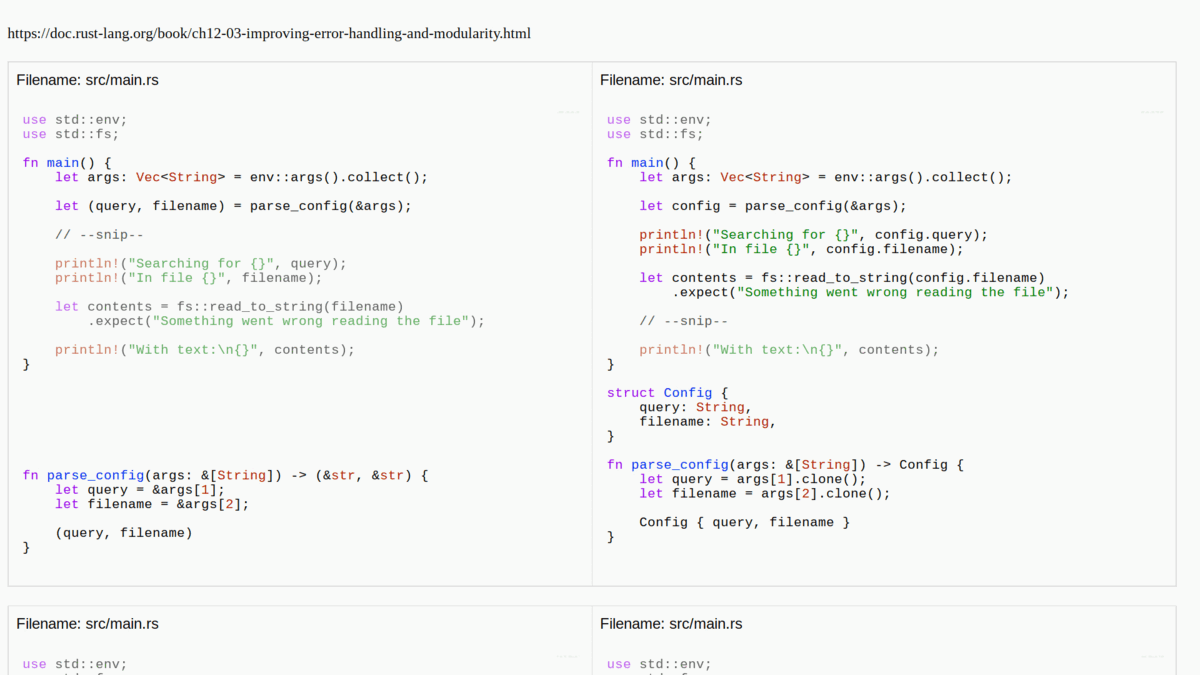 https://doc.rust-lang.org/book/ch12-03-improving-error-handling-and-modularity.html
Filename: src/main.rs
use std::env;
use std::fs;
fn main() {
    let args: Vec<String> = env::args().collect();
    let (query, filename) = parse_config(&args);
    // --snip--
    println!("Searching for {}", query);
    println!("In file {}", filename);
    let contents = fs::read_to_string(filename)
        .expect("Something went wrong reading the file");
    println!("With text:\n{}", contents);
}
fn parse_config(args: &[String]) -> (&str, &str) {
    let query = &args[1];
    let filename = &args[2];
    (query, filename)
}
Filename: src/main.rs
use std::env;
use std::fs;
fn main() {
    let args: Vec<String> = env::args().collect();
    let config = parse_config(&args);
    println!("Searching for {}", config.query);
    println!("In file {}", config.filename);
    let contents = fs::read_to_string(config.filename)
        .expect("Something went wrong reading the file");
    // --snip--
    println!("With text:\n{}", contents);
}
struct Config {
    query: String,
    filename: String,
}
fn parse_config(args: &[String]) -> Config {
    let query = args[1].clone();
    let filename = args[2].clone();
    Config { query, filename }
}
Filename: src/main.rs
use std::env;
Filename: src/main.rs
use std::env;